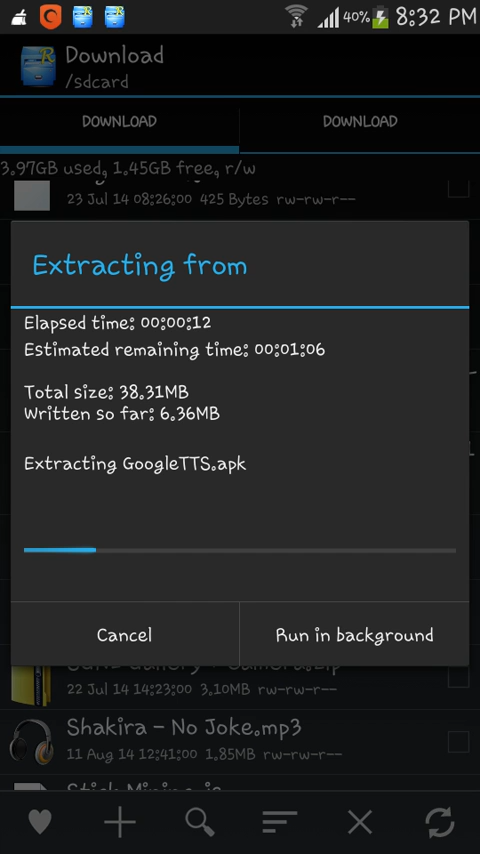 40% 8:32 PM
Download
/sdcard
DOWNLOAD DOWNLOAD
3.97GB used, 1.45GB free, r/w
23 Jul 14 08:26:00 425 Bytes rw-rw-r--
Extracting from
Elapsed time: 00:00:12
Estimated remaining time: 00:01:06
Total size: 38.31MB
Written so far: 6.36MB
Extracting GoogleTTS.apk
Cancel Run in background
22 Jul 14 14:23:00 3.10MB rw-rw-r--
Shakira - No Joke.mp3
11 Aug 14 12:41:00 1.85MB rw-rw-r--